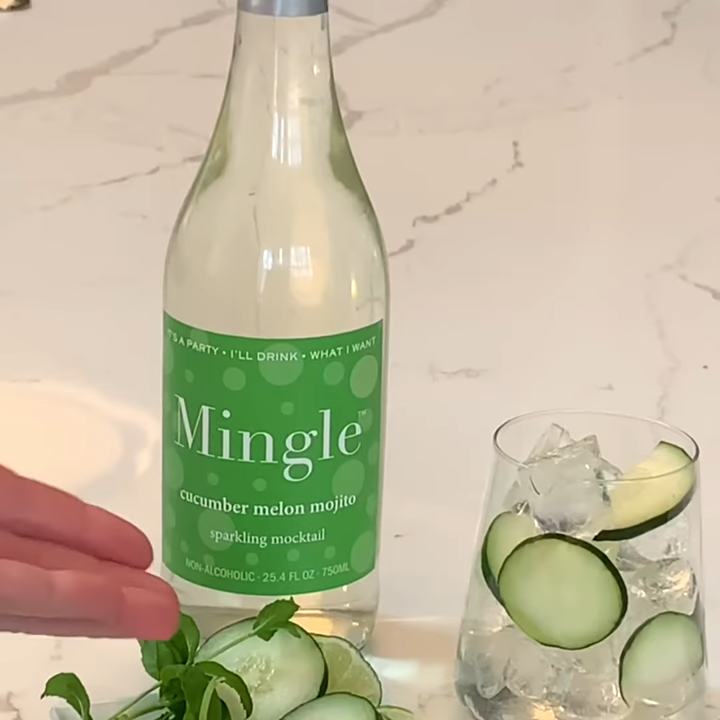 IT'S A PARTY • I'LL DRINK • WHAT I WANT
Mingle™
cucumber melon mojito
sparkling mocktail
NON-ALCOHOLIC • 25.4 FL OZ • 750ML